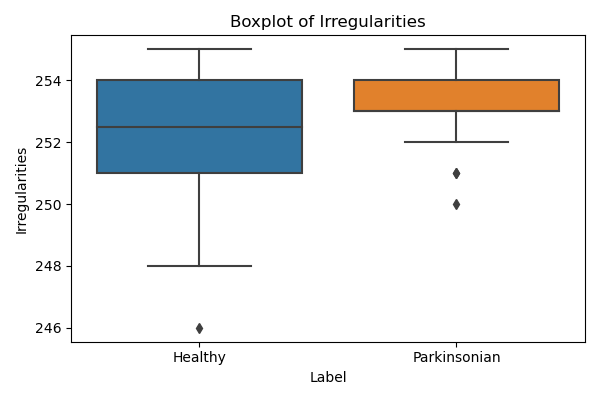 Boxplot of Irregularities
Irregularities
254
252
250
248
246
Healthy
Parkinsonian
Label